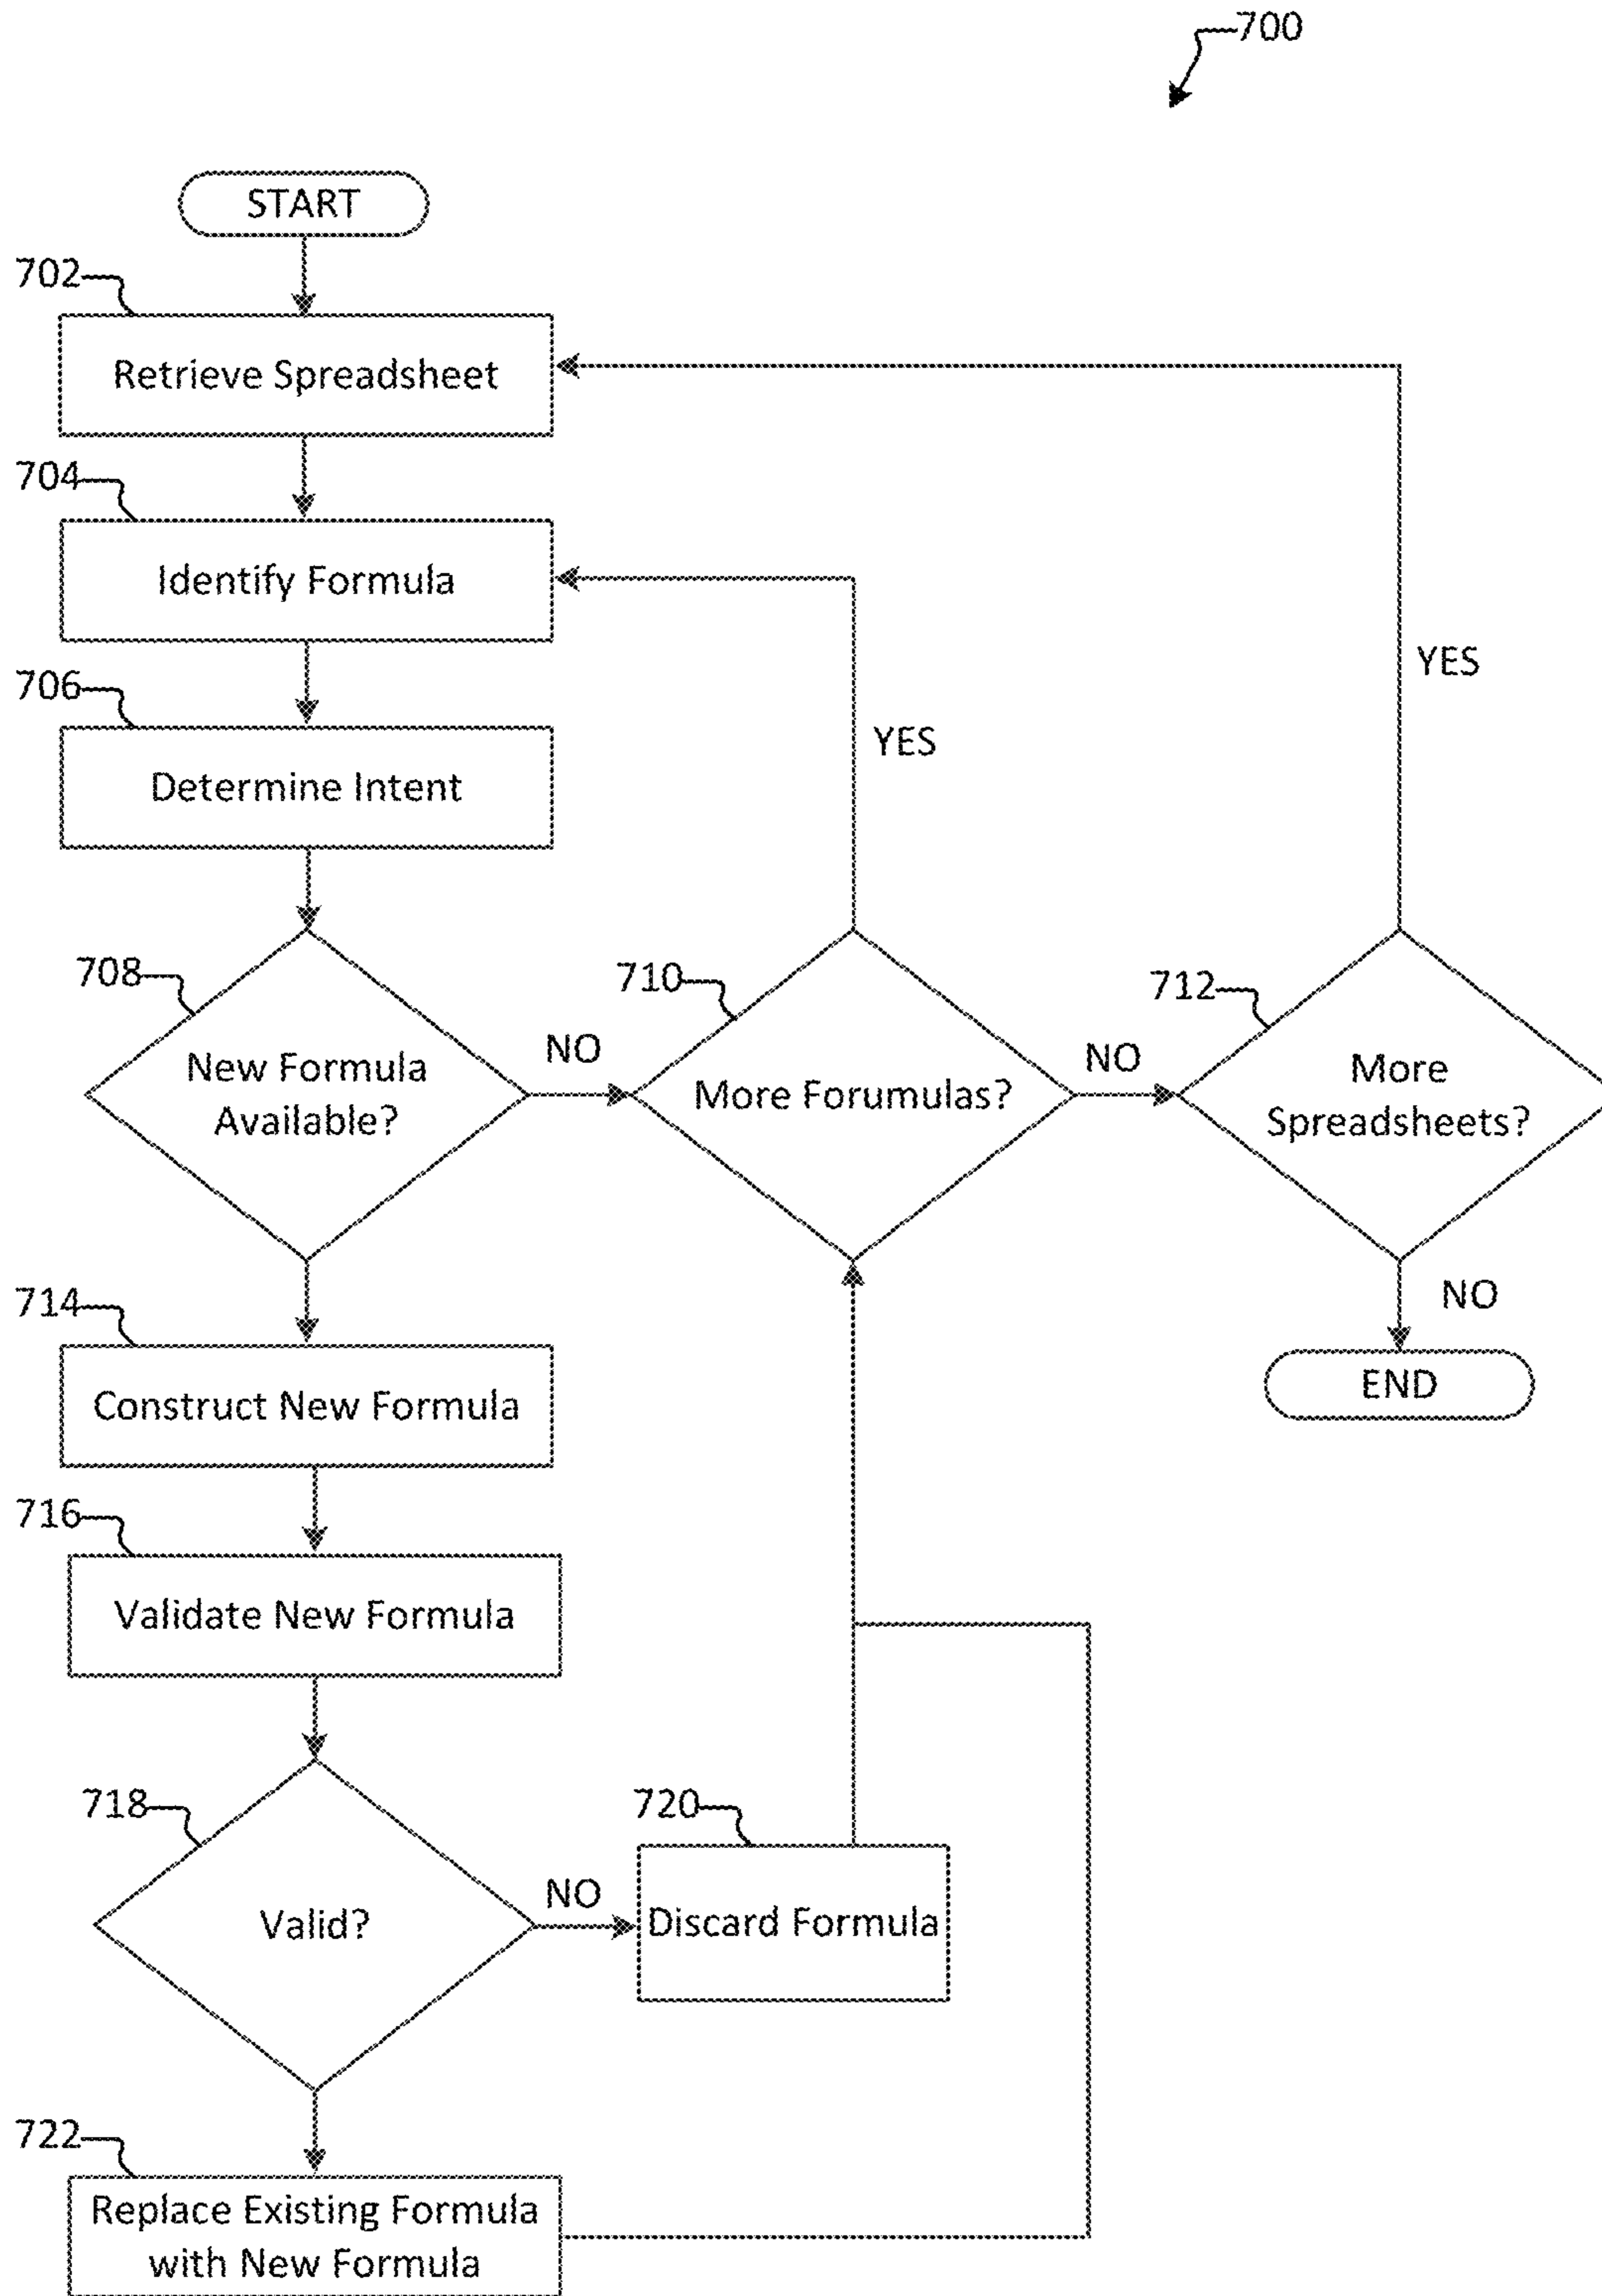 700
START
702
Retrieve Spreadsheet
704
Identify Formula
YES
706
YES
Determine Intent
708
710
712
New Formula
Available?
NO
More Forumulas?
NO
More
Spreadsheets?
714
NO
Construct New Formula
END
716
Validate New Formula
718
720
Valid?
NO
Discard Formula
722
Replace Existing Formula
with New Formula